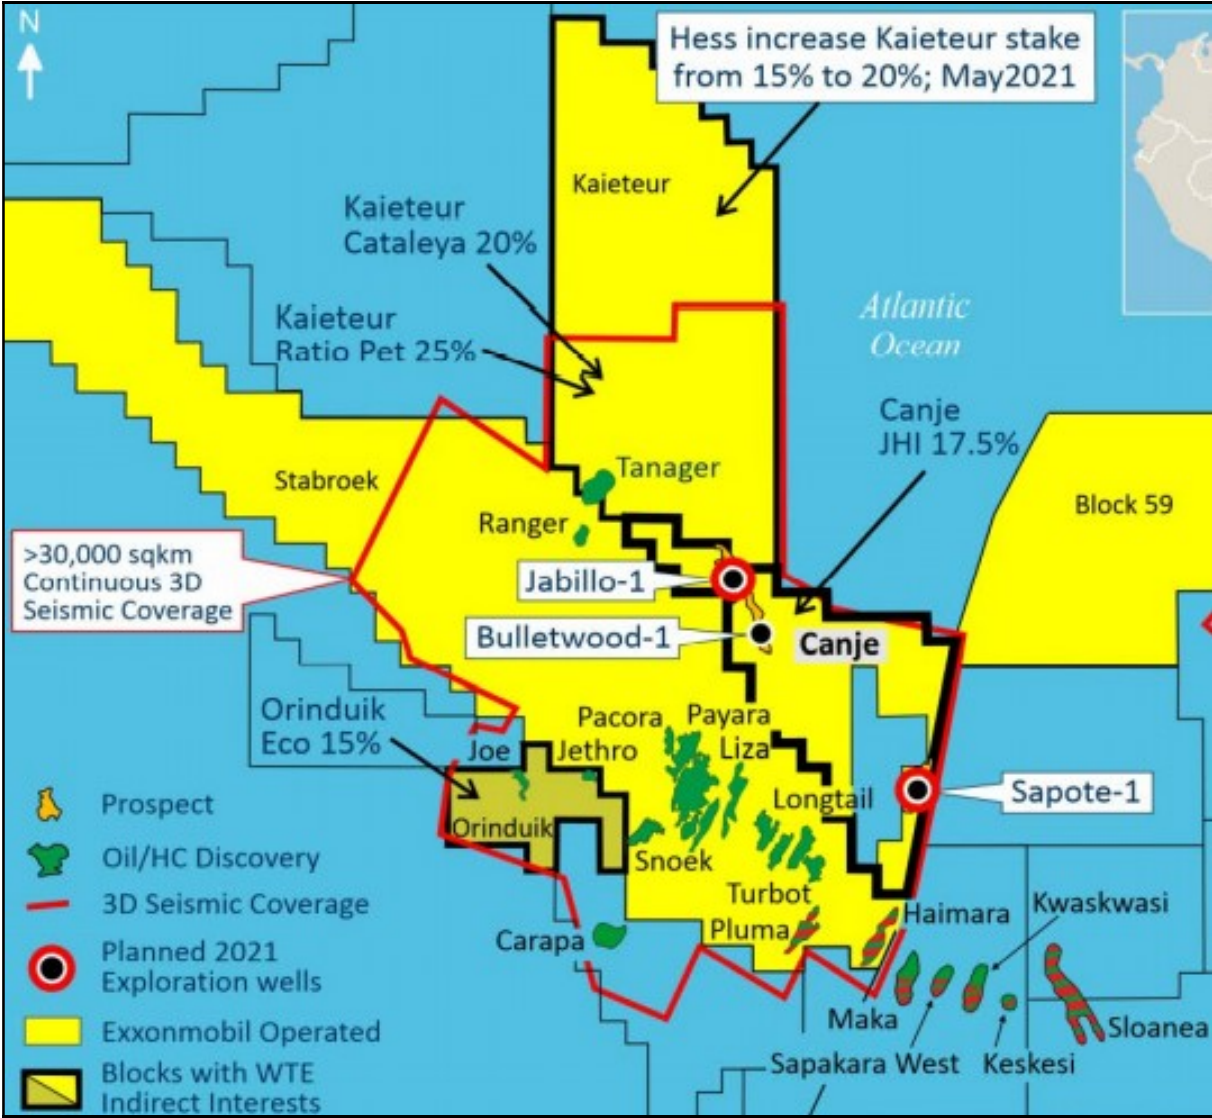 N
Hess increase Kaieteur stake
from 15% to 20%; May2021
Kaieteur
Kaieteur
Cataleya 20%
Kaieteur
Ratio Pet 25%
Atlantic
Ocean
Canje
JHI 17.5%
Tanager
Stabroek
Block 59
Ranger
>30,000 sqkm
Continuous 3D
Seismic Coverage
Jabillo-1
Bulletwood-1
Canje
Orinduik
Eco 15%
Pacora
Payara
Joe
Jethro
Liza
Longtail
Sapote-1
Prospect
Orinduik
Oil/HC Discovery
Snoek
Turbot
3D Seismic Coverage
Pluma
Haimara
Kwaskwasi
Carapa
Planned 2021
Exploration wells
Maka
Sloanea
Exxonmobil Operated
Sapakara West
Keskesi
Blocks with WTE
Indirect Interests